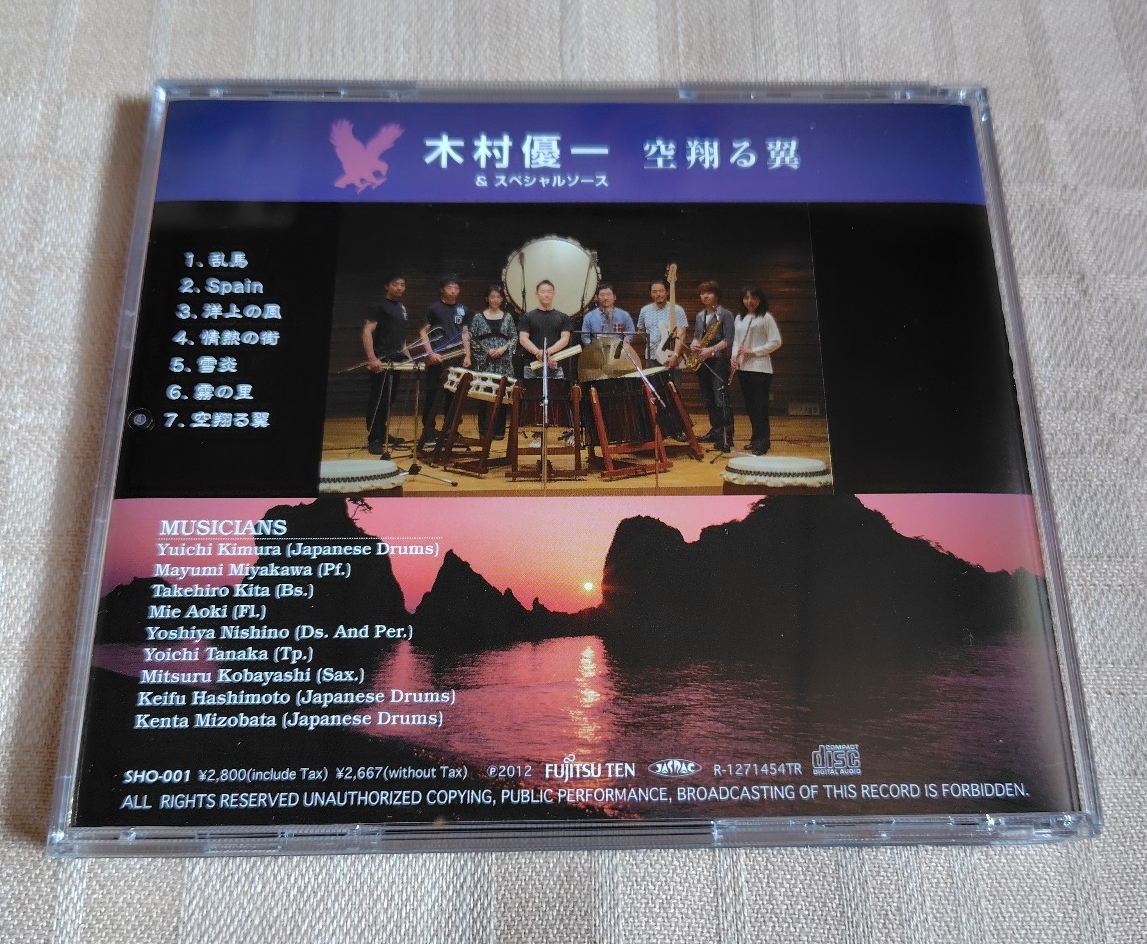 木村優一 空翔る翼
& スペシャルソース
1. 乱馬
2. Spain
3. 洋上の風
4. 情熱の街
5. 雪炎
6. 霧の里
7. 空翔る翼
MUSICIANS
Yuichi Kimura (Japanese Drums)
Mayumi Miyakawa (Pf.)
Takehiro Kita (Bs.)
Mie Aoki (Fl.)
Yoshiya Nishino (Ds. And Per.)
Yoichi Tanaka (Tp.)
Mitsuru Kobayashi (Sax.)
Keifu Hashimoto (Japanese Drums)
Kenta Mizobata (Japanese Drums)
SHO-001 ¥2,800(include Tax) ¥2,667(without Tax) ℗2012 FUJITSU TEN JASRAC R-1271454TR COMPACT disc DIGITAL AUDIO
ALL RIGHTS RESERVED UNAUTHORIZED COPYING, PUBLIC PERFORMANCE, BROADCASTING OF THIS RECORD IS FORBIDDEN.